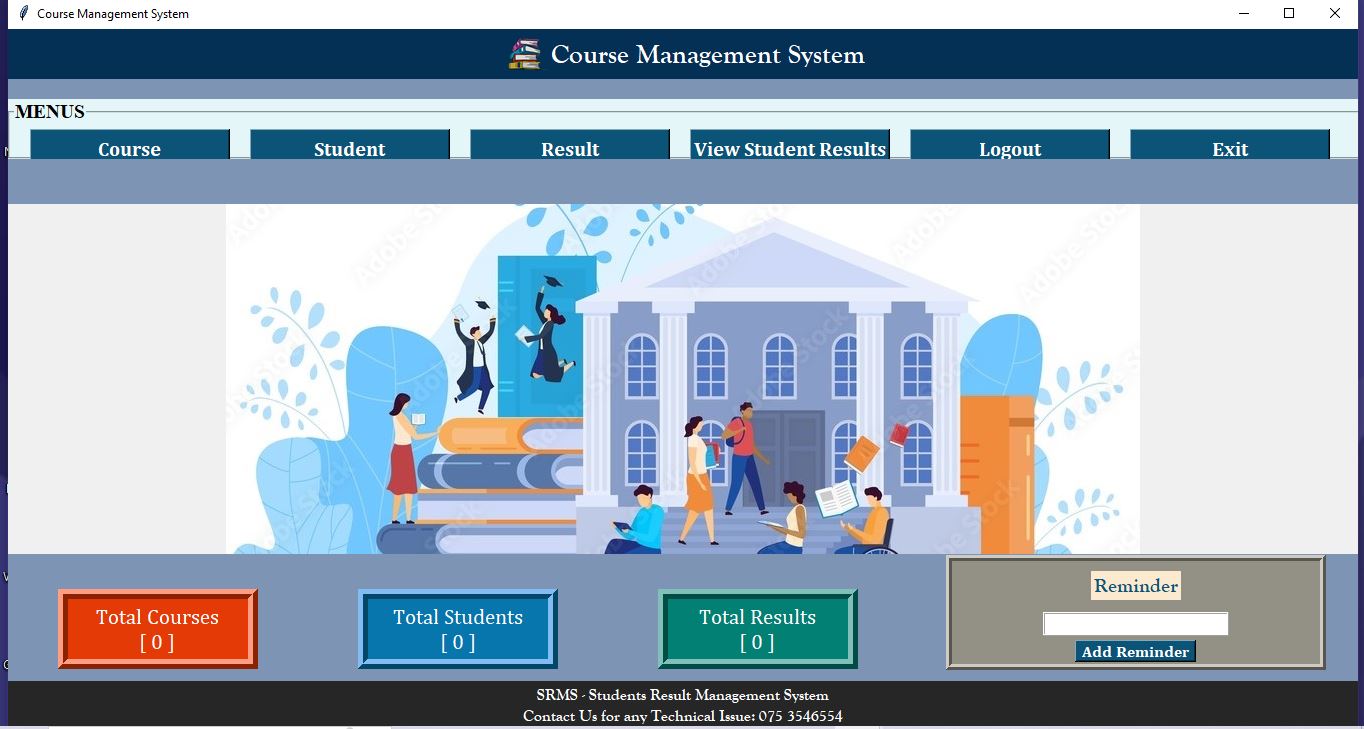 Course Management System
Course Management System
MENUS
Course Student Result View Student Results Logout Exit
Adobe Stock
Total Courses
[ 0 ]
Total Students
[ 0 ]
Total Results
[ 0 ]
Reminder
Add Reminder
SRMS - Students Result Management System
Contact Us for any Technical Issue: 075 3546554